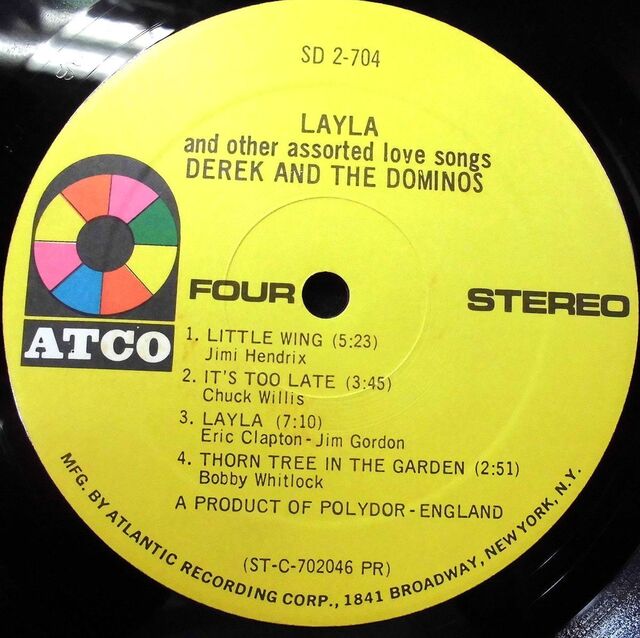 SD 2-704
LAYLA
and other assorted love songs
DEREK AND THE DOMINOS
ATCO
FOUR
STEREO
1. LITTLE WING (5:23)
Jimi Hendrix
2. IT'S TOO LATE (3:45)
Chuck Willis
3. LAYLA (7:10)
Eric Clapton-Jim Gordon
4. THORN TREE IN THE GARDEN (2:51)
Bobby Whitlock
A PRODUCT OF POLYDOR-ENGLAND
(ST-C-702046 PR)
MFG. BY ATLANTIC RECORDING CORP., 1841 BROADWAY, NEW YORK, N.Y.